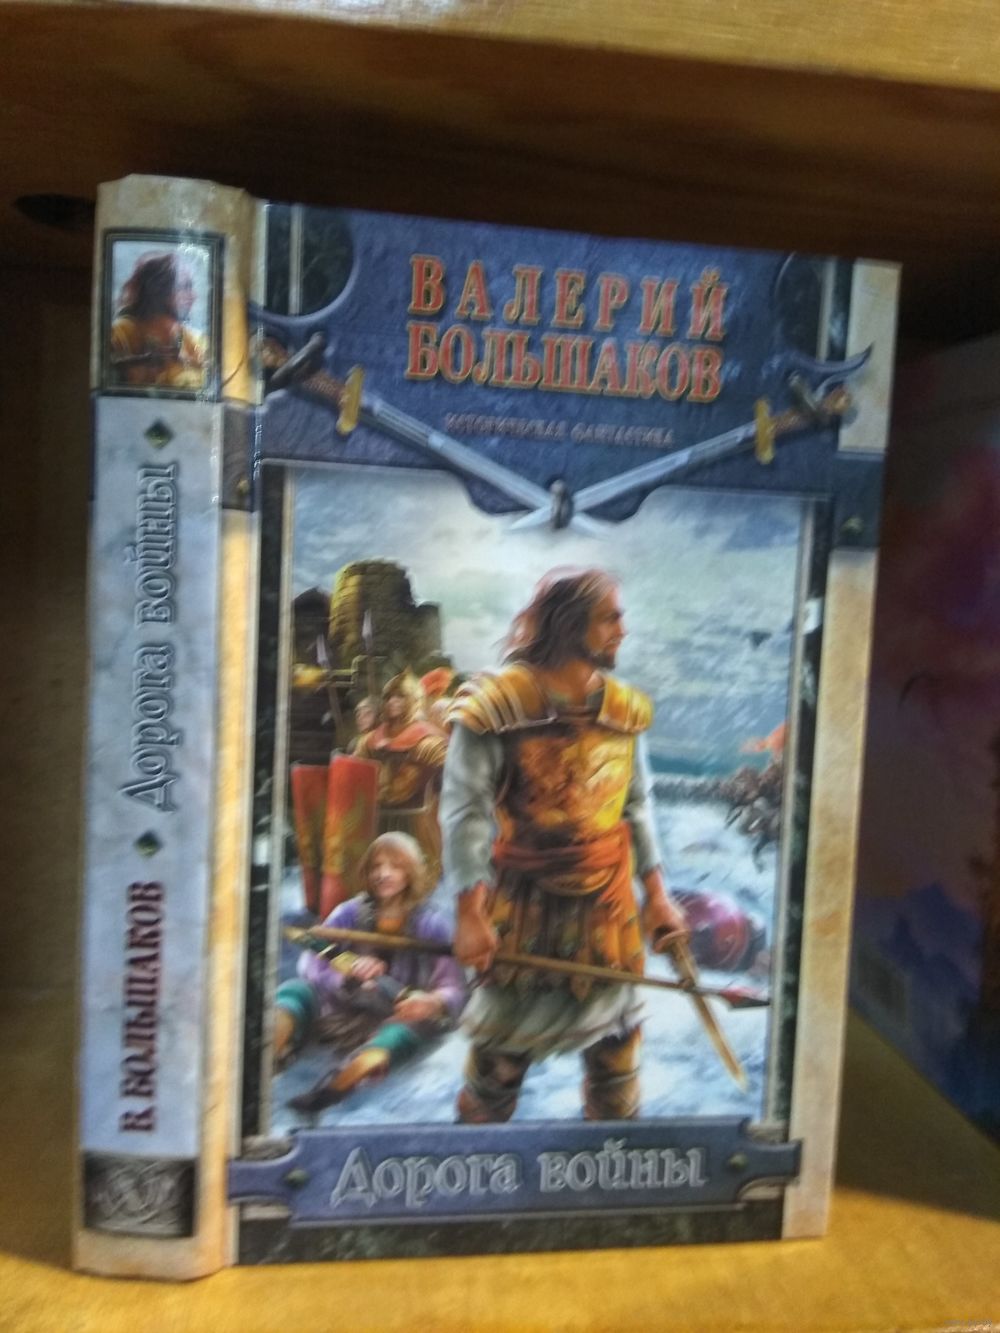 ВАЛЕРИЙ
БОЛЬШАКОВ
ИСТОРИЧЕСКАЯ ФАНТАСТИКА
Дорога войны
В БОЛЬШАКОВ Дорога войны